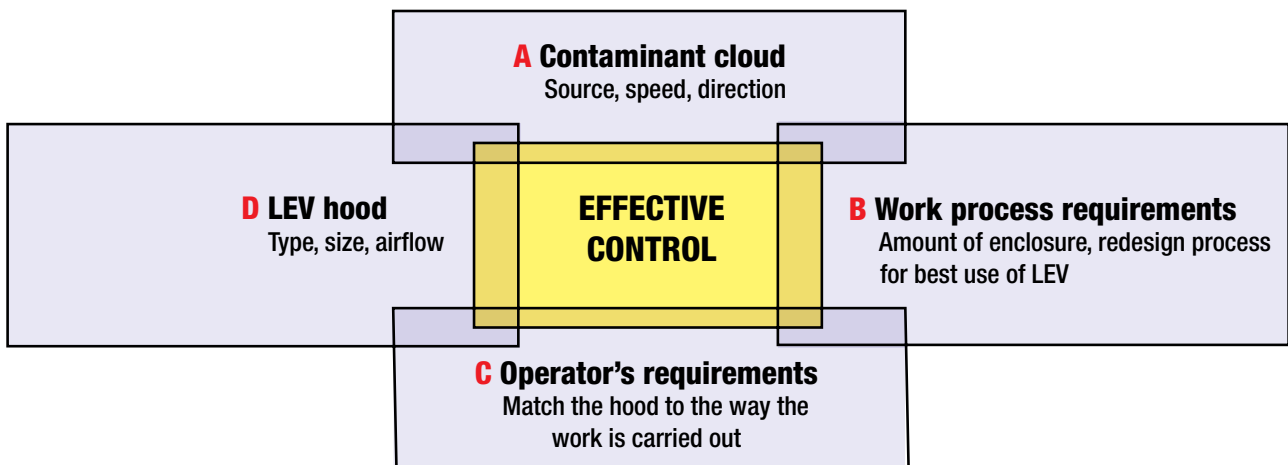 A Contaminant cloud
Source, speed, direction
D LEV hood
Type, size, airflow
EFFECTIVE
CONTROL
B Work process requirements
Amount of enclosure, redesign process
for best use of LEV
C Operator’s requirements
Match the hood to the way the
work is carried out